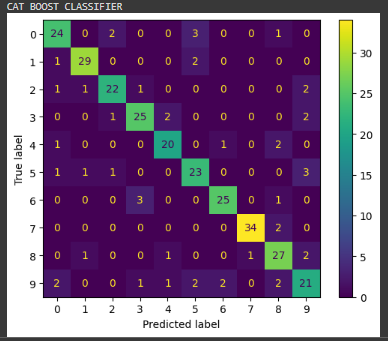 CAT BOOST CLASSIFIER
0 24 0 2 0 0 3 0 0 1 0
1 1 29 0 0 0 2 0 0 0 0
2 1 1 22 1 0 0 0 0 0 2
3 0 0 1 25 2 0 0 0 0 2
4 1 0 0 0 20 0 1 0 2 0
5 1 1 1 0 0 23 0 0 0 3
6 0 0 0 3 0 0 25 0 1 0
7 0 0 0 0 0 0 0 34 2 0
8 0 1 0 0 1 0 0 1 27 2
9 2 0 0 1 1 2 2 0 2 21
0 1 2 3 4 5 6 7 8 9
True label
Predicted label
30
25
20
15
10
5
0